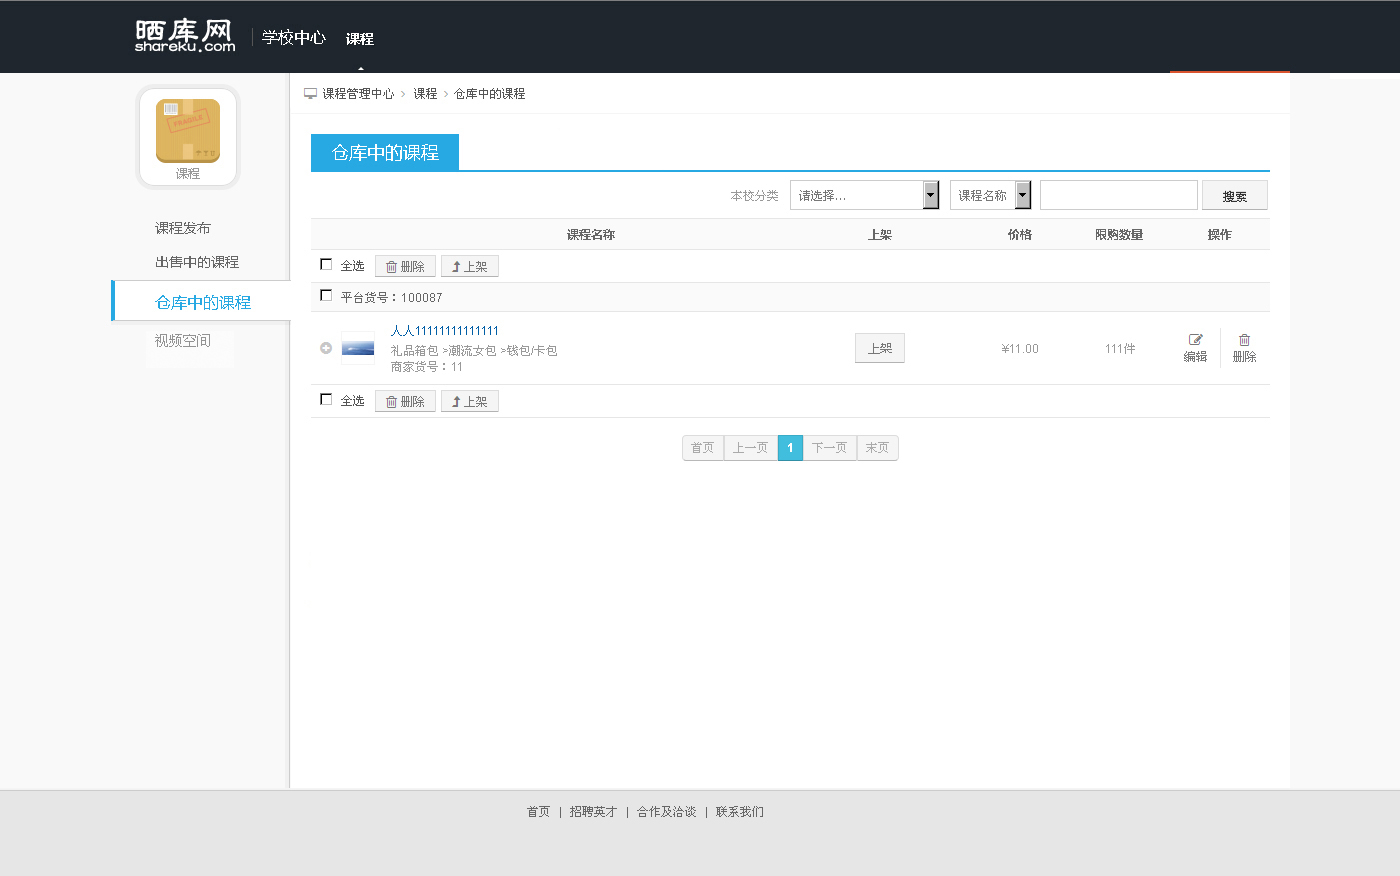 晒库网
shareku.com
学校中心 课程
课程管理中心 > 课程 > 仓库中的课程
FRAGILE
课程
课程发布
出售中的课程
仓库中的课程
视频空间
仓库中的课程
本校分类 请选择... 课程名称 搜索
课程名称 上架 价格 限购数量 操作
全选 删除 上架
平台货号：100087
人人11111111111111
礼品箱包 >潮流女包 >钱包/卡包
商家货号：11
上架 ¥11.00 111件 编辑 删除
全选 删除 上架
首页 上一页 1 下一页 末页
首页 | 招聘英才 | 合作及洽谈 | 联系我们